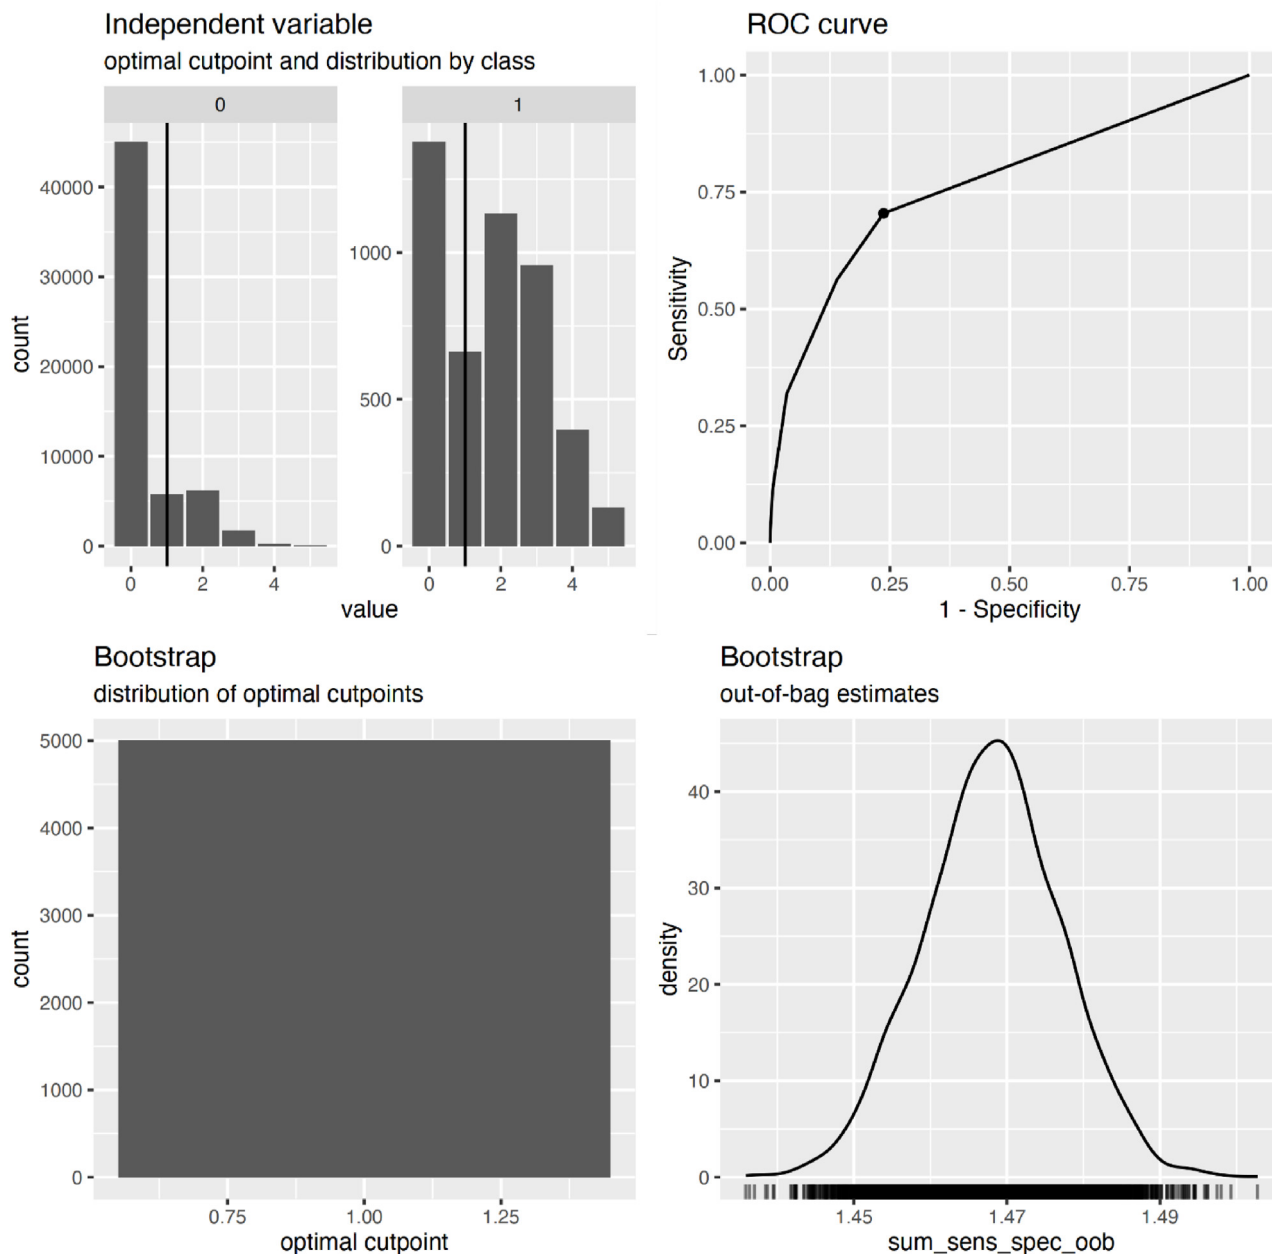 Independent variable
optimal cutpoint and distribution by class
0
1
40000
30000
20000
10000
0
count
1000
500
0
0
2
4
0
2
4
value
ROC curve
1.00
0.75
0.50
0.25
0.00
Sensitivity
0.00
0.25
0.50
0.75
1.00
1 - Specificity
Bootstrap
distribution of optimal cutpoints
5000
4000
3000
2000
1000
0
count
0.75
1.00
1.25
optimal cutpoint
Bootstrap
out-of-bag estimates
40
30
20
10
0
density
1.45
1.47
1.49
sum_sens_spec_oob